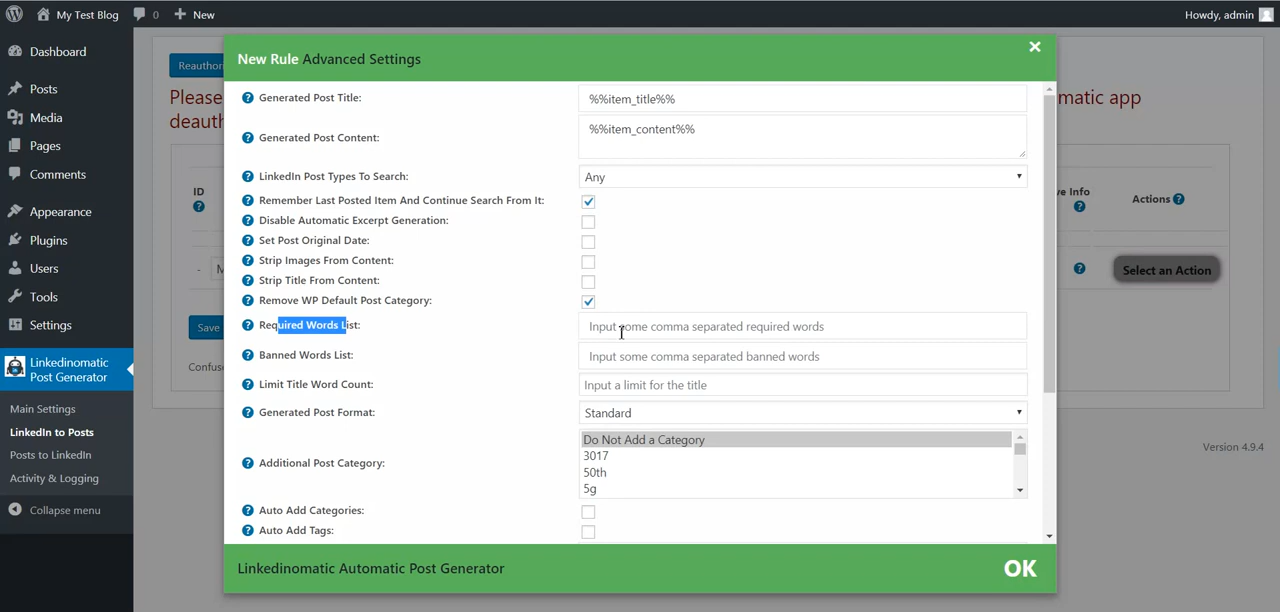 My Test Blog
0
New
Howdy, admin
Dashboard
Posts
Media
Pages
Comments
Appearance
Plugins
Users
Tools
Settings
Linkedinomatic
Post Generator
Main Settings
LinkedIn to Posts
Posts to LinkedIn
Activity & Logging
Collapse menu
Please
matic app
ID
Actions
Select an Action
Save
Version 4.9.4
New Rule Advanced Settings
×
Generated Post Title:
%%item_title%%
Generated Post Content:
%%item_content%%
LinkedIn Post Types To Search:
Any
Remember Last Posted Item And Continue Search From It:
Disable Automatic Excerpt Generation:
Set Post Original Date:
Strip Images From Content:
Strip Title From Content:
Remove WP Default Post Category:
Required Words List:
Input some comma separated required words
Banned Words List:
Input some comma separated banned words
Limit Title Word Count:
Input a limit for the title
Generated Post Format:
Standard
Additional Post Category:
Do Not Add a Category
3017
50th
5g
Auto Add Categories:
Auto Add Tags:
Linkedinomatic Automatic Post Generator
OK